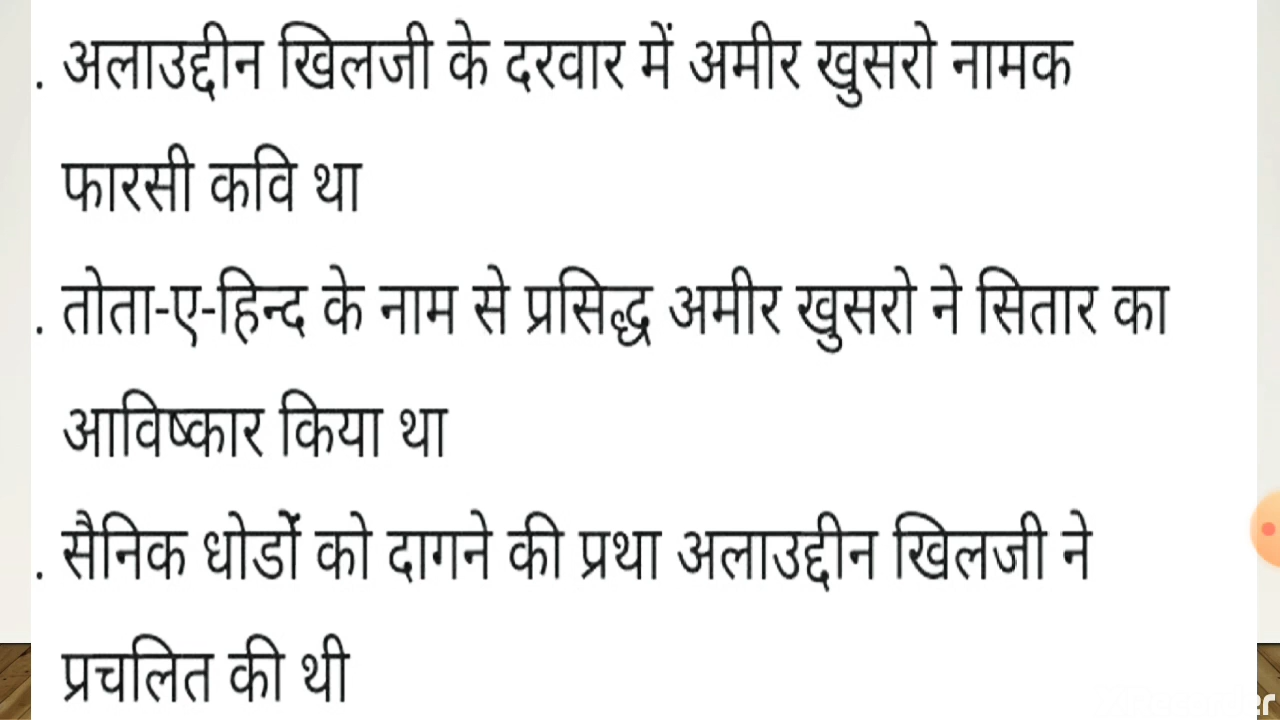 . अलाउद्दीन खिलजी के दरवार में अमीर खुसरो नामक
फारसी कवि था
. तोता-ए-हिन्द के नाम से प्रसिद्ध अमीर खुसरो ने सितार का
आविष्कार किया था
. सैनिक धोडों को दागने की प्रथा अलाउद्दीन खिलजी ने
प्रचलित की थी